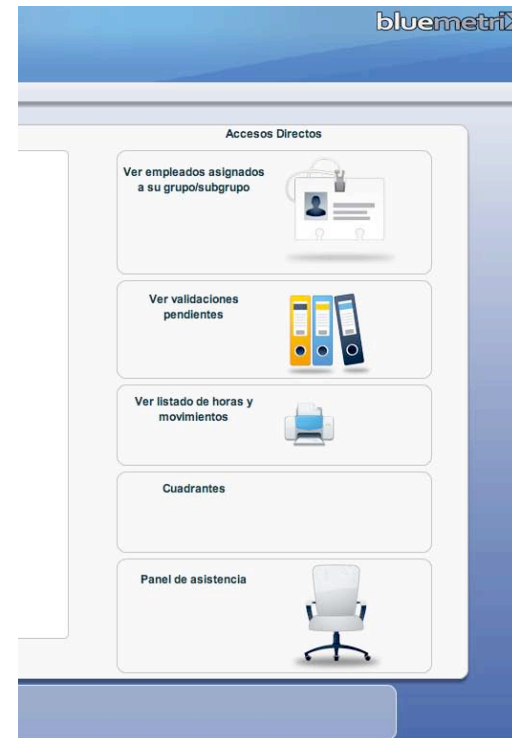 bluemetrix
Accesos Directos
Ver empleados asignados
a su grupo/subgrupo
Ver validaciones
pendientes
Ver listado de horas y
movimientos
Cuadrantes
Panel de asistencia